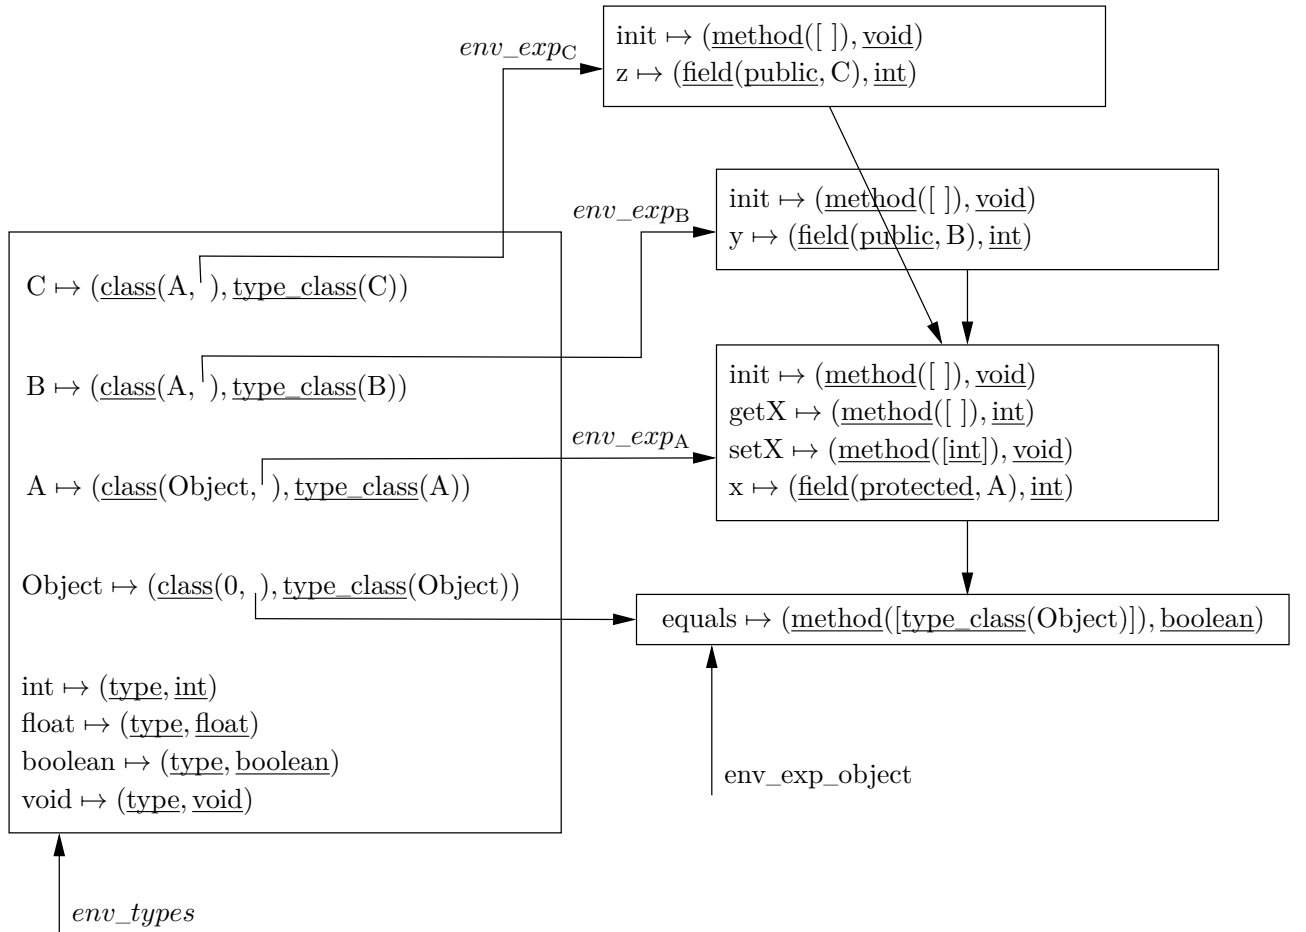 env_exp_C
init ↦ (method([ ]), void)
z ↦ (field(public, C), int)
env_exp_B
init ↦ (method([ ]), void)
y ↦ (field(public, B), int)
C ↦ (class(A, ), type_class(C))
B ↦ (class(A, ), type_class(B))
init ↦ (method([ ]), void)
getX ↦ (method([ ]), int)
env_exp_A
setX ↦ (method([int]), void)
x ↦ (field(protected, A), int)
A ↦ (class(Object, ), type_class(A))
Object ↦ (class(0, ), type_class(Object))
equals ↦ (method([type_class(Object)]), boolean)
int ↦ (type, int)
float ↦ (type, float)
boolean ↦ (type, boolean)
void ↦ (type, void)
env_exp_object
env_types